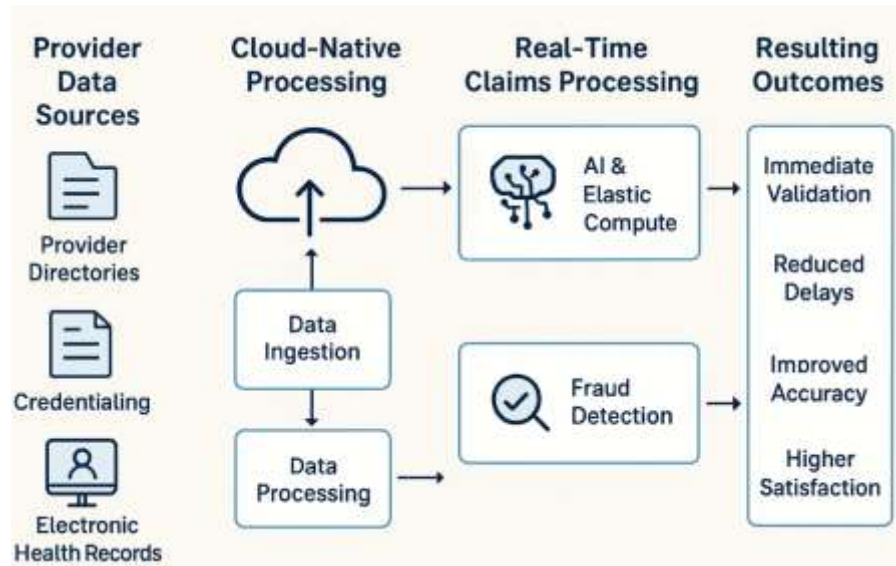 Provider
Data
Sources
Provider
Directories
Credentialing
Electronic
Health Records
Cloud-Native
Processing
Data
Ingestion
Data
Processing
Real-Time
Claims Processing
AI &
Elastic
Compute
Fraud
Detection
Resulting
Outcomes
Immediate
Validation
Reduced
Delays
Improved
Accuracy
Higher
Satisfaction